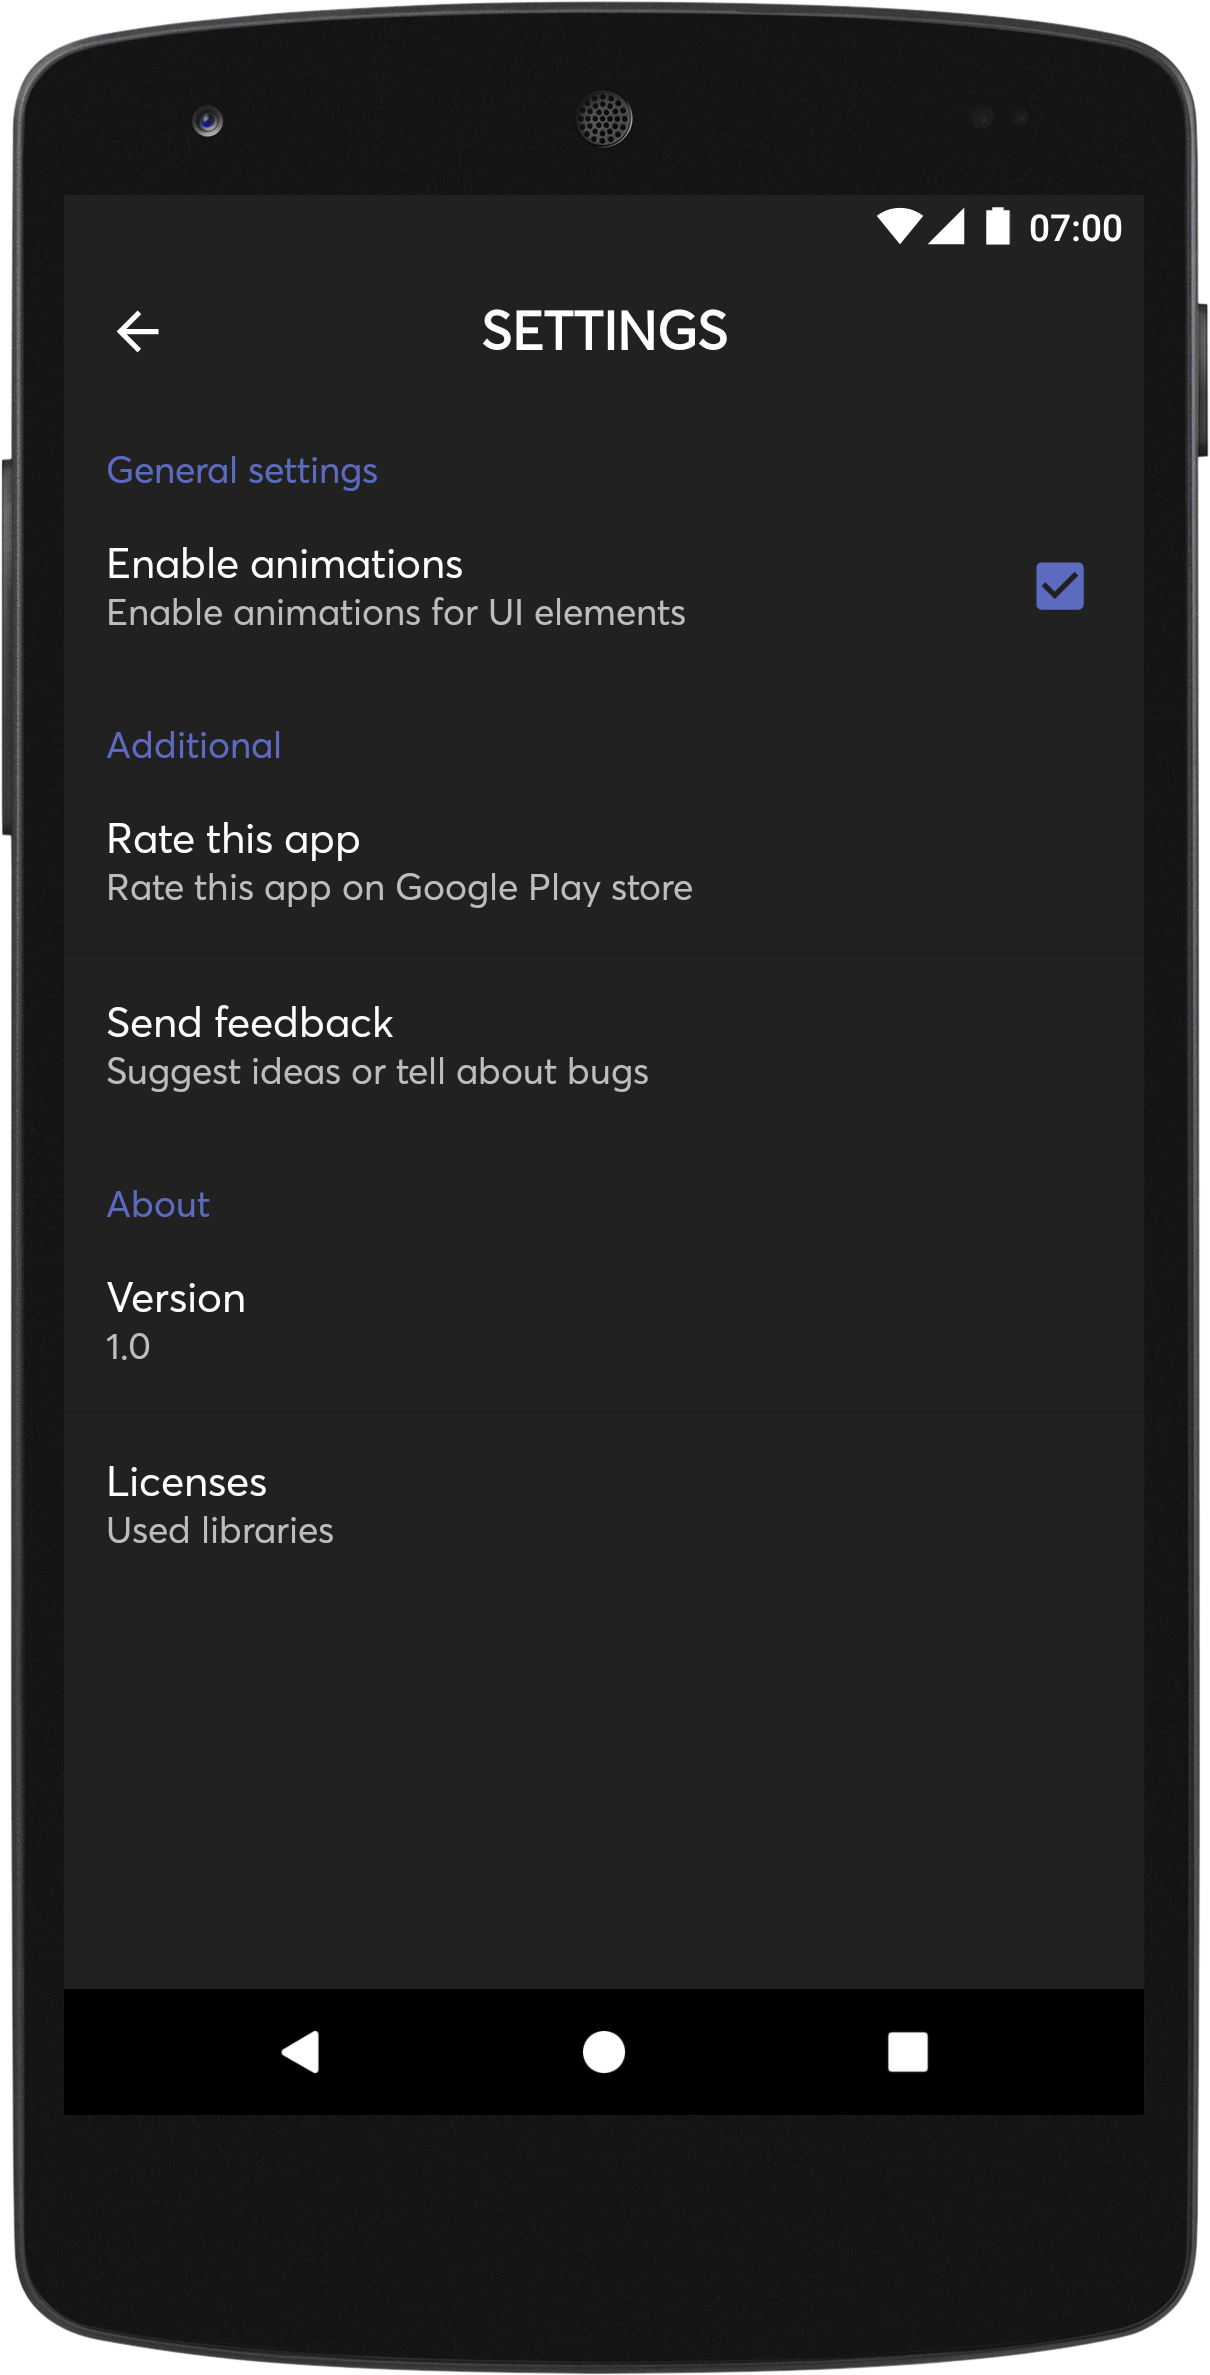 07:00
SETTINGS
General settings
Enable animations
Enable animations for UI elements
Additional
Rate this app
Rate this app on Google Play store
Send feedback
Suggest ideas or tell about bugs
About
Version
1.0
Licenses
Used libraries